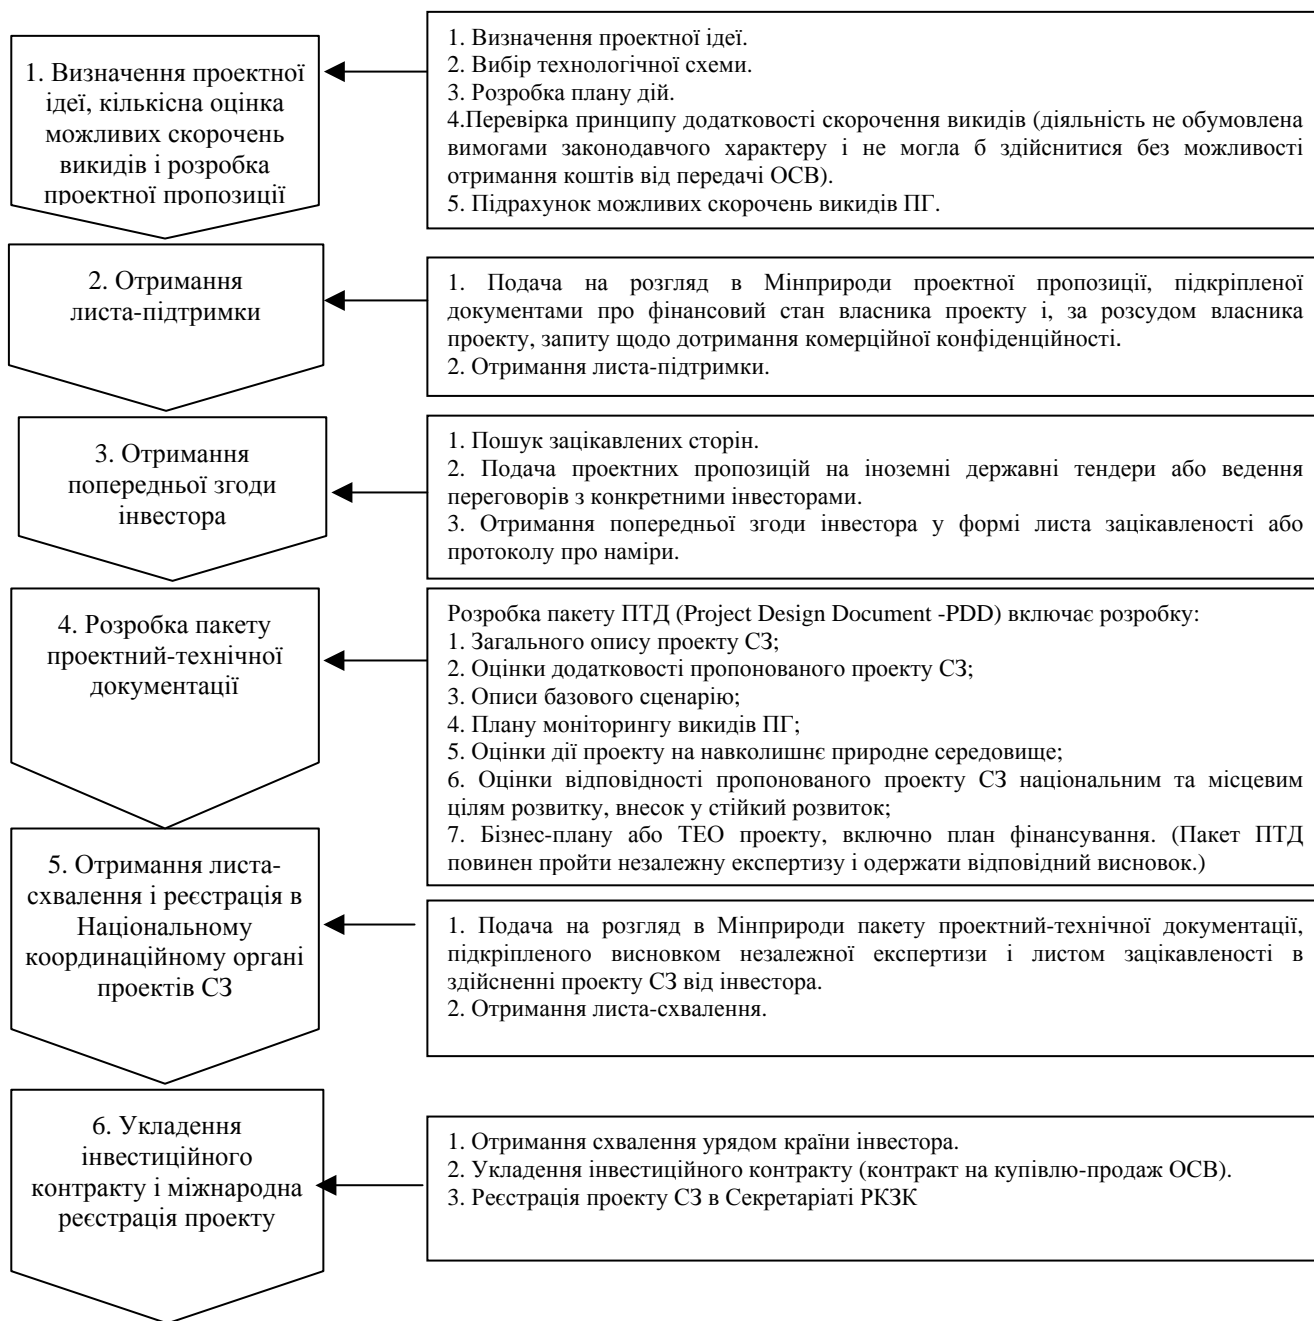 1. Визначення проектної
ідеї, кількісна оцінка
можливих скорочень
викидів і розробка
проектної пропозиції
1. Визначення проектної ідеї.
2. Вибір технологічної схеми.
3. Розробка плану дій.
4.Перевірка принципу додатковості скорочення викидів (діяльність не обумовлена
вимогами законодавчого характеру і не могла б здійснитися без можливості
отримання коштів від передачі ОСВ).
5. Підрахунок можливих скорочень викидів ПГ.
2. Отримання
листа-підтримки
1. Подача на розгляд в Мінприроди проектної пропозиції, підкріпленої
документами про фінансовий стан власника проекту і, за розсудом власника
проекту, запиту щодо дотримання комерційної конфіденційності.
2. Отримання листа-підтримки.
3. Отримання
попередньої згоди
інвестора
1. Пошук зацікавлених сторін.
2. Подача проектних пропозицій на іноземні державні тендери або ведення
переговорів з конкретними інвесторами.
3. Отримання попередньої згоди інвестора у формі листа зацікавленості або
протоколу про наміри.
4. Розробка пакету
проектний-технічної
документації
Розробка пакету ПТД (Project Design Document -PDD) включає розробку:
1. Загального опису проекту СЗ;
2. Оцінки додатковості пропонованого проекту СЗ;
3. Описи базового сценарію;
4. Плану моніторингу викидів ПГ;
5. Оцінки дії проекту на навколишнє природне середовище;
6. Оцінки відповідності пропонованого проекту СЗ національним та місцевим
цілям розвитку, внесок у стійкий розвиток;
7. Бізнес-плану або ТЕО проекту, включно план фінансування. (Пакет ПТД
повинен пройти незалежну експертизу і одержати відповідний висновок.)
5. Отримання листа-
схвалення і реєстрація в
Національному
координаційному органі
проектів СЗ
1. Подача на розгляд в Мінприроди пакету проектний-технічної документації,
підкріпленого висновком незалежної експертизи і листом зацікавленості в
здійсненні проекту СЗ від інвестора.
2. Отримання листа-схвалення.
6. Укладення
інвестиційного
контракту і міжнародна
реєстрація проекту
1. Отримання схвалення урядом країни інвестора.
2. Укладення інвестиційного контракту (контракт на купівлю-продаж ОСВ).
3. Реєстрація проекту СЗ в Секретаріаті РКЗК